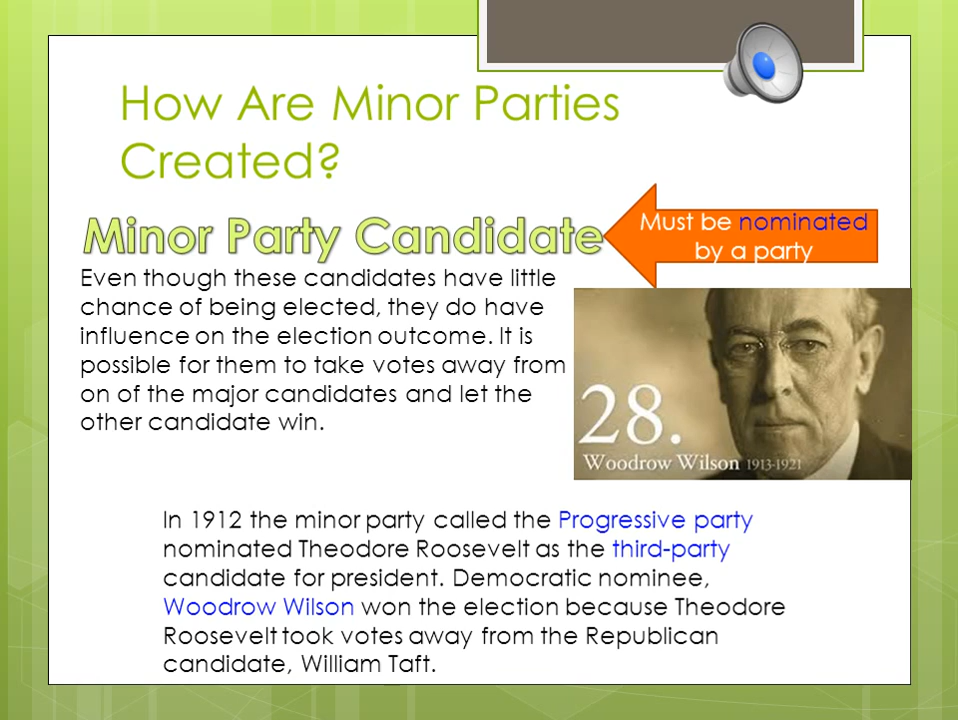 How Are Minor Parties
Created?
Minor Party Candidate
Must be nominated
by a party
Even though these candidates have little
chance of being elected, they do have
influence on the election outcome. It is
possible for them to take votes away from
on of the major candidates and let the
other candidate win.
28.
Woodrow Wilson 1913-1921
In 1912 the minor party called the Progressive party
nominated Theodore Roosevelt as the third-party
candidate for president. Democratic nominee,
Woodrow Wilson won the election because Theodore
Roosevelt took votes away from the Republican
candidate, William Taft.